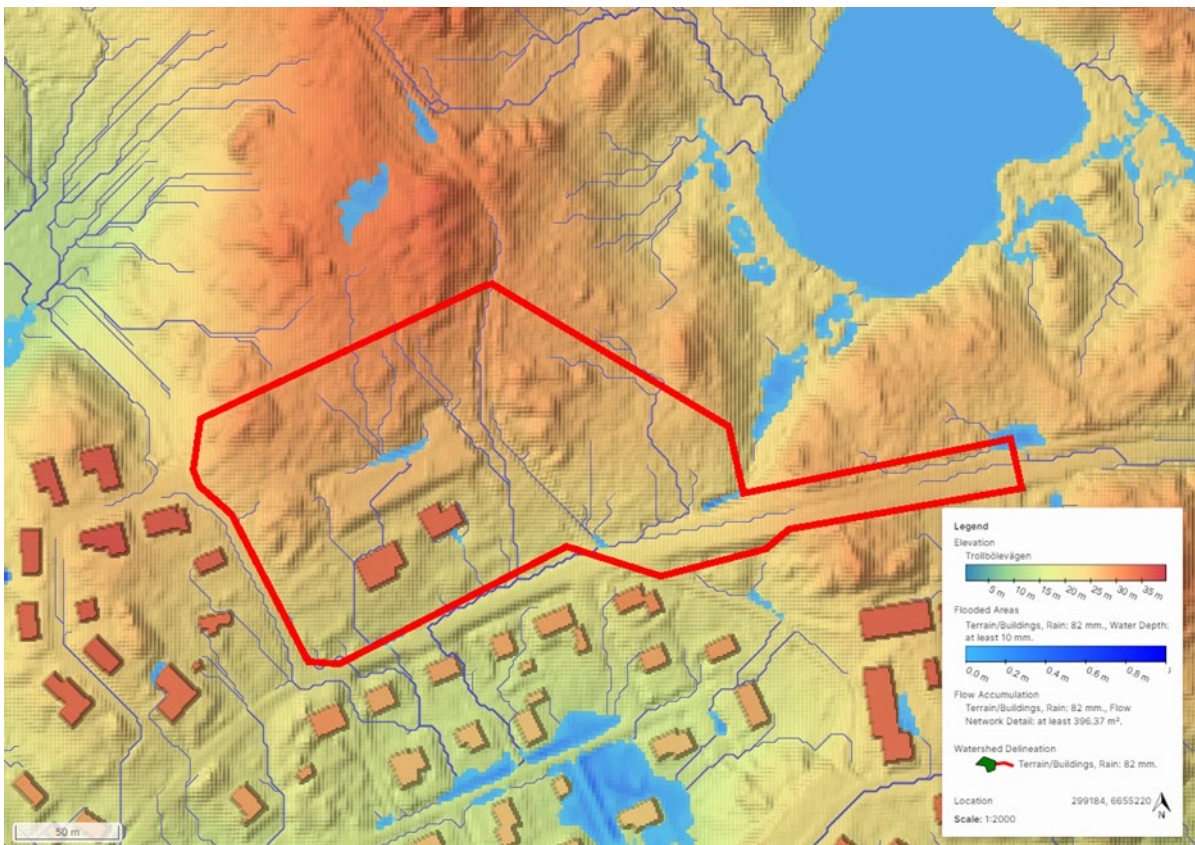 Legend
Elevation
Trollbölevägen
5 m 10 m 15 m 20 m 25 m 30 m 35 m
Flooded Areas
Terrain/Buildings, Rain: 82 mm., Water Depth:
at least 10 mm.
0.0 m 0.2 m 0.4 m 0.6 m 0.8 m
Flow Accumulation
Terrain/Buildings, Rain: 82 mm., Flow
Network Detail: at least 396.37 m².
Watershed Delineation
Terrain/Buildings, Rain: 82 mm.
Location 299184, 6655220
Scale: 1:2000
N
50 m